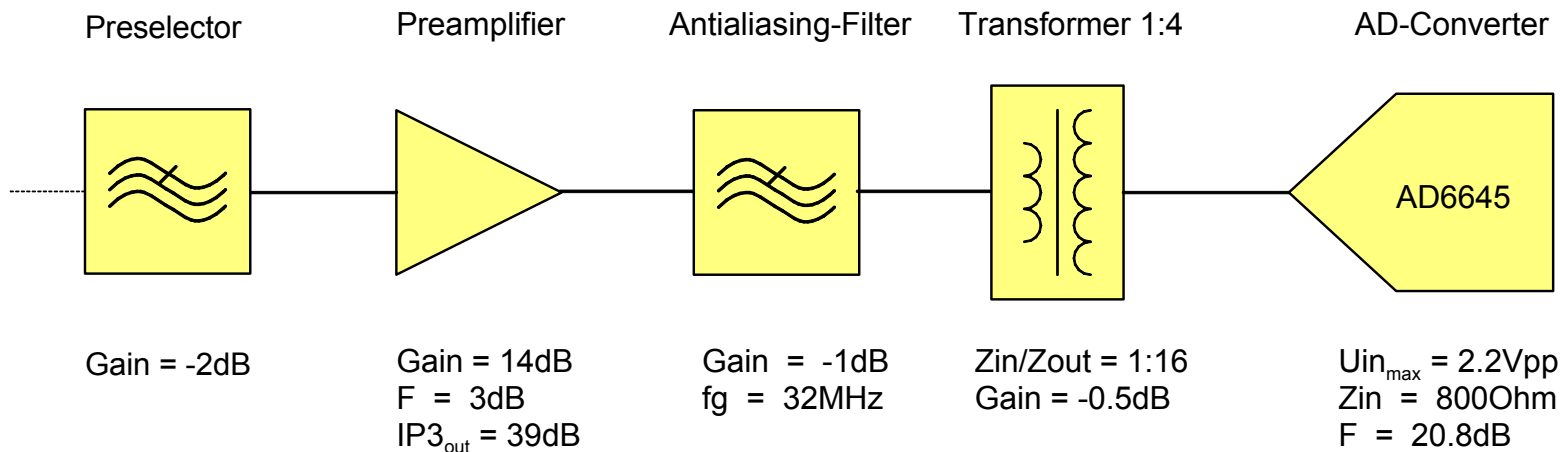 Preselector
Preamplifier
Antialiasing-Filter
Transformer 1:4
AD-Converter
AD6645
Gain = -2dB
Gain = 14dB
F = 3dB
IP3out = 39dB
Gain = -1dB
fg = 32MHz
Zin/Zout = 1:16
Gain = -0.5dB
Uinmax = 2.2Vpp
Zin = 800Ohm
F = 20.8dB